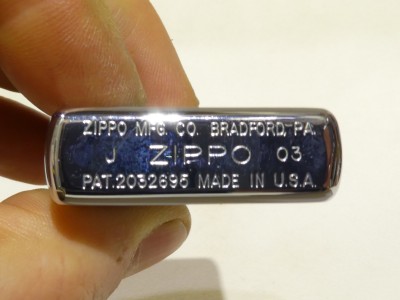 ZIPPO MFG. CO. BRADFORD, PA.
J ZIPPO 03
PAT. 2032695 MADE IN U.S.A.